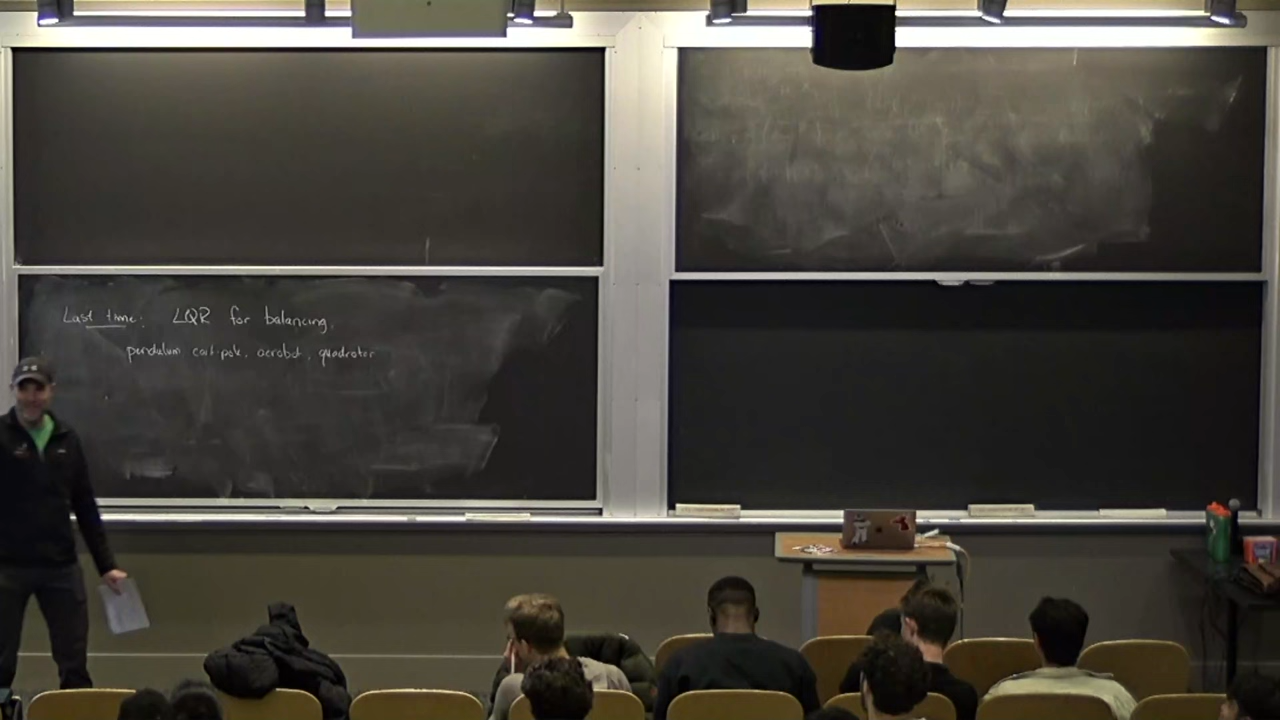 Last time: LQR for balancing,
pendulum cart-pole, acrobot, quadrotor